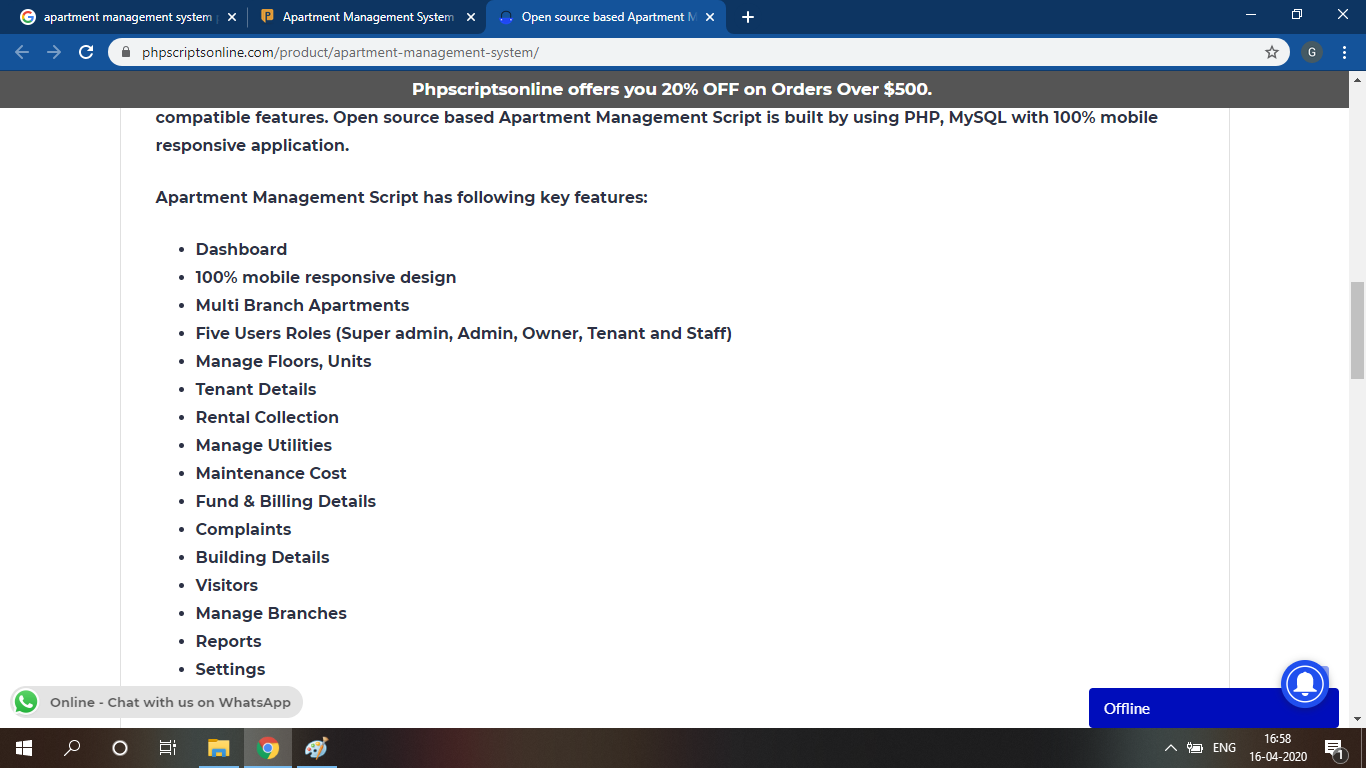 apartment management system
Apartment Management System
Open source based Apartment M
phpscriptsonline.com/product/apartment-management-system/
G
Phpscriptsonline offers you 20% OFF on Orders Over $500.
compatible features. Open source based Apartment Management Script is built by using PHP, MySQL with 100% mobile
responsive application.
Apartment Management Script has following key features:
• Dashboard
• 100% mobile responsive design
• Multi Branch Apartments
• Five Users Roles (Super admin, Admin, Owner, Tenant and Staff)
• Manage Floors, Units
• Tenant Details
• Rental Collection
• Manage Utilities
• Maintenance Cost
• Fund & Billing Details
• Complaints
• Building Details
• Visitors
• Manage Branches
• Reports
• Settings
Online - Chat with us on WhatsApp
Offline
ENG
16:58
16-04-2020
1